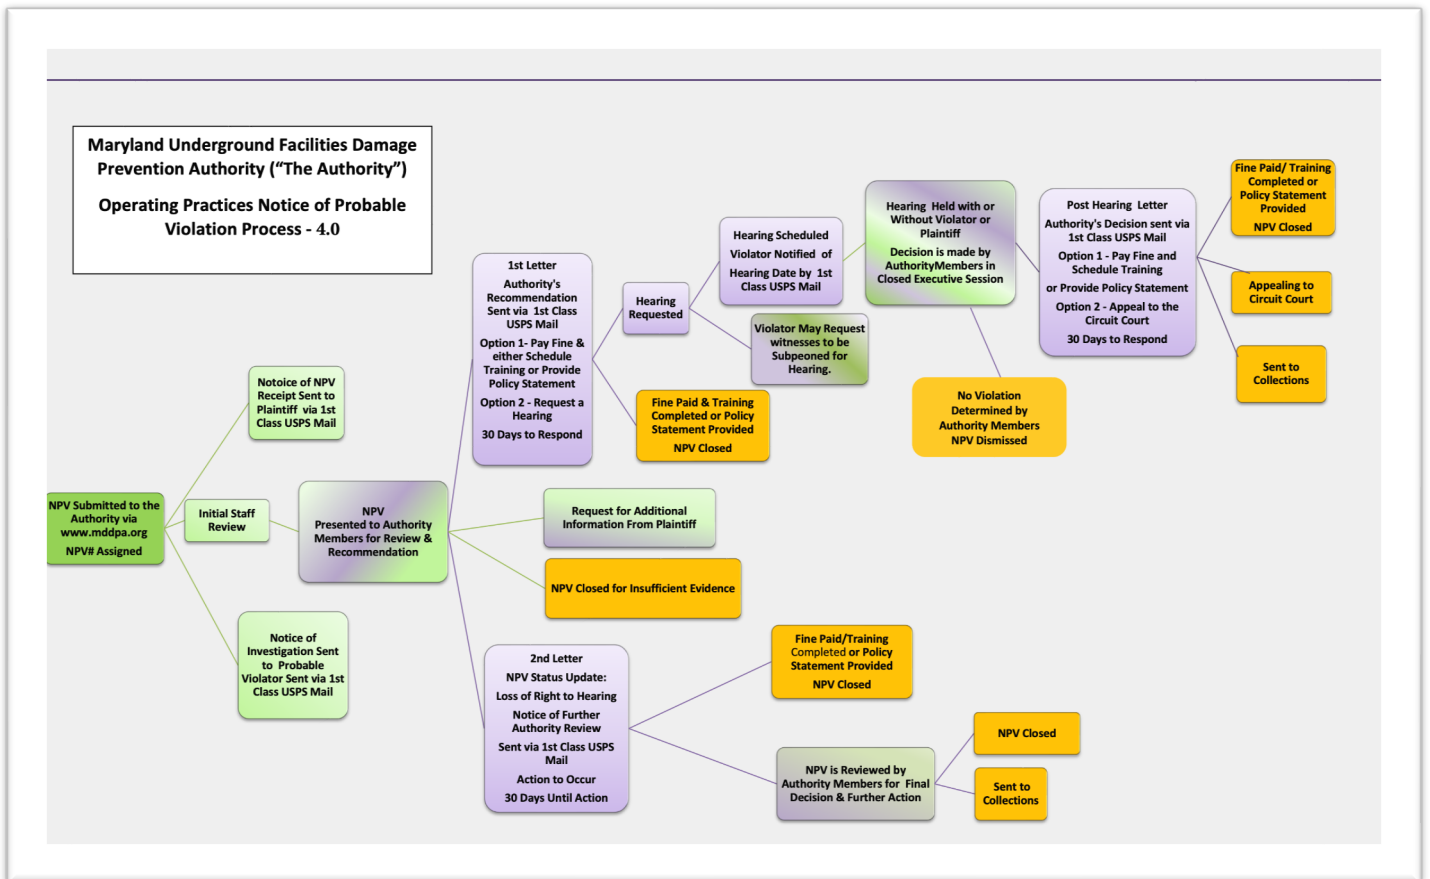 Maryland Underground Facilities Damage
Prevention Authority (“The Authority”)
Operating Practices Notice of Probable
Violation Process - 4.0
NPV Submitted to the
Authority via
www.mddpa.org
NPV# Assigned
Notoice of NPV
Receipt Sent to
Plaintiff via 1st
Class USPS Mail
Initial Staff
Review
Notice of
Investigation Sent
to Probable
Violator Sent via 1st
Class USPS Mail
NPV
Presented to Authority
Members for Review &
Recommendation
1st Letter
Authority's
Recommendation
Sent via 1st Class
USPS Mail
Option 1- Pay Fine &
either Schedule
Training or Provide
Policy Statement
Option 2 - Request a
Hearing
30 Days to Respond
Hearing
Requested
Fine Paid & Training
Completed or Policy
Statement Provided
NPV Closed
Hearing Scheduled
Violator Notified of
Hearing Date by 1st
Class USPS Mail
Violator May Request
witnesses to be
Subpeoned for
Hearing.
Hearing Held with or
Without Violator or
Plaintiff
Decision is made by
AuthorityMembers in
Closed Executive Session
No Violation
Determined by
Authority Members
NPV Dismissed
Post Hearing Letter
Authority's Decision sent via
1st Class USPS Mail
Option 1 - Pay Fine and
Schedule Training
or Provide Policy Statement
Option 2 - Appeal to the
Circuit Court
30 Days to Respond
Fine Paid/ Training
Completed or
Policy Statement
Provided
NPV Closed
Appealing to
Circuit Court
Sent to
Collections
Request for Additional
Information From Plaintiff
NPV Closed for Insufficient Evidence
2nd Letter
NPV Status Update:
Loss of Right to Hearing
Notice of Further
Authority Review
Sent via 1st Class USPS
Mail
Action to Occur
30 Days Until Action
Fine Paid/Training
Completed or Policy
Statement Provided
NPV Closed
NPV is Reviewed by
Authority Members for Final
Decision & Further Action
NPV Closed
Sent to
Collections